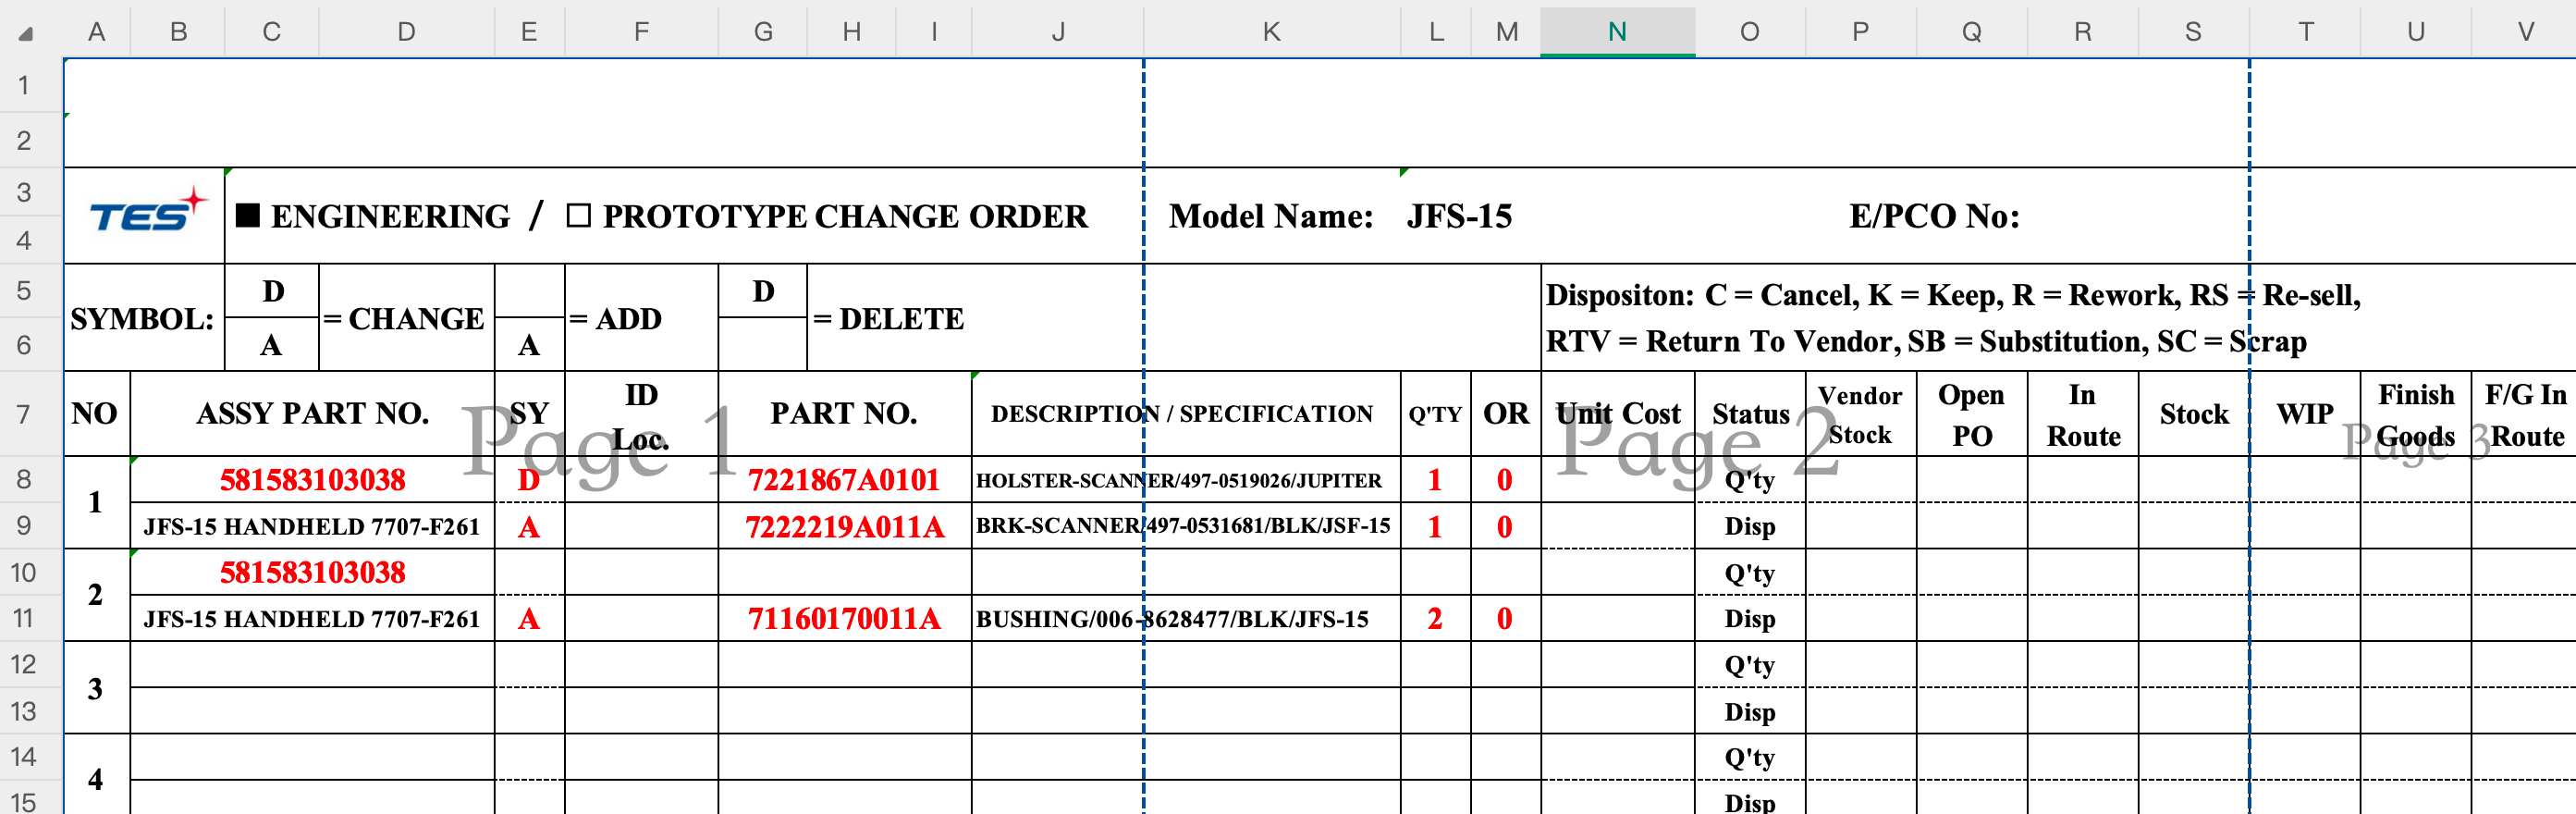 A B C D E F G H I J K L M N O P Q R S T U V
1
2
3
4
TES ■ ENGINEERING / □ PROTOTYPE CHANGE ORDER Model Name: JFS-15 E/PCO No:
5
6
SYMBOL: D A = CHANGE A = ADD D = DELETE
Dispositon: C = Cancel, K = Keep, R = Rework, RS = Re-sell,
RTV = Return To Vendor, SB = Substitution, SC = Scrap
7 NO ASSY PART NO. SY ID Loc. PART NO. DESCRIPTION / SPECIFICATION Q'TY OR Unit Cost Status Vendor Stock Open PO In Route Stock WIP Finish Goods F/G In Route
Page 1 Page 2 Page 3
8 1 581583103038 D 7221867A0101 HOLSTER-SCANNER/497-0519026/JUPITER 1 0 Q'ty
9 JFS-15 HANDHELD 7707-F261 A 7222219A011A BRK-SCANNER/497-0531681/BLK/JSF-15 1 0 Disp
10 2 581583103038 Q'ty
11 JFS-15 HANDHELD 7707-F261 A 71160170011A BUSHING/006-8628477/BLK/JFS-15 2 0 Disp
12 3 Q'ty
13 Disp
14 4 Q'ty
15 Disp